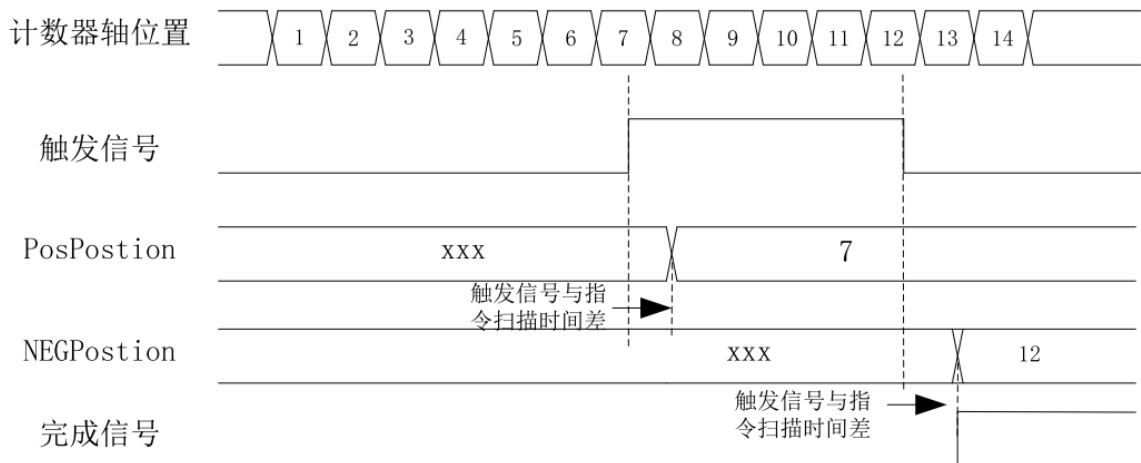 计数器轴位置
1 2 3 4 5 6 7 8 9 10 11 12 13 14
触发信号
PosPostion
xxx
7
触发信号与指
令扫描时间差
NEGPostion
xxx
12
触发信号与指
令扫描时间差
完成信号